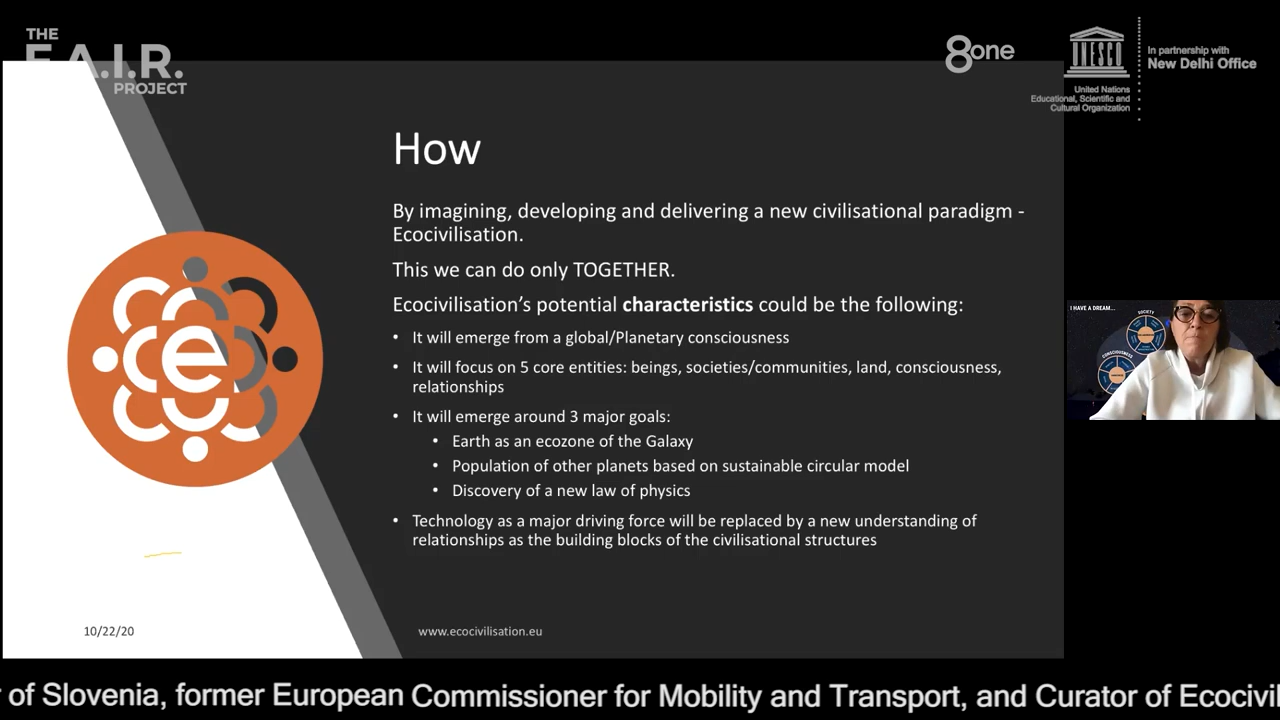 THE
F.A.I.R.
PROJECT
8one
UNESCO
United Nations
Educational, Scientific and
Cultural Organization
In partnership with
New Delhi Office
How
By imagining, developing and delivering a new civilisational paradigm -
Ecocivilisation.
This we can do only TOGETHER.
Ecocivilisation's potential characteristics could be the following:
• It will emerge from a global/Planetary consciousness
• It will focus on 5 core entities: beings, societies/communities, land, consciousness,
relationships
• It will emerge around 3 major goals:
• Earth as an ecozone of the Galaxy
• Population of other planets based on sustainable circular model
• Discovery of a new law of physics
• Technology as a major driving force will be replaced by a new understanding of
relationships as the building blocks of the civilisational structures
e
I HAVE A DREAM...
SOCIETY
CONSCIOUSNESS
10/22/20
www.ecocivilisation.eu
of Slovenia, former European Commissioner for Mobility and Transport, and Curator of Ecocivil